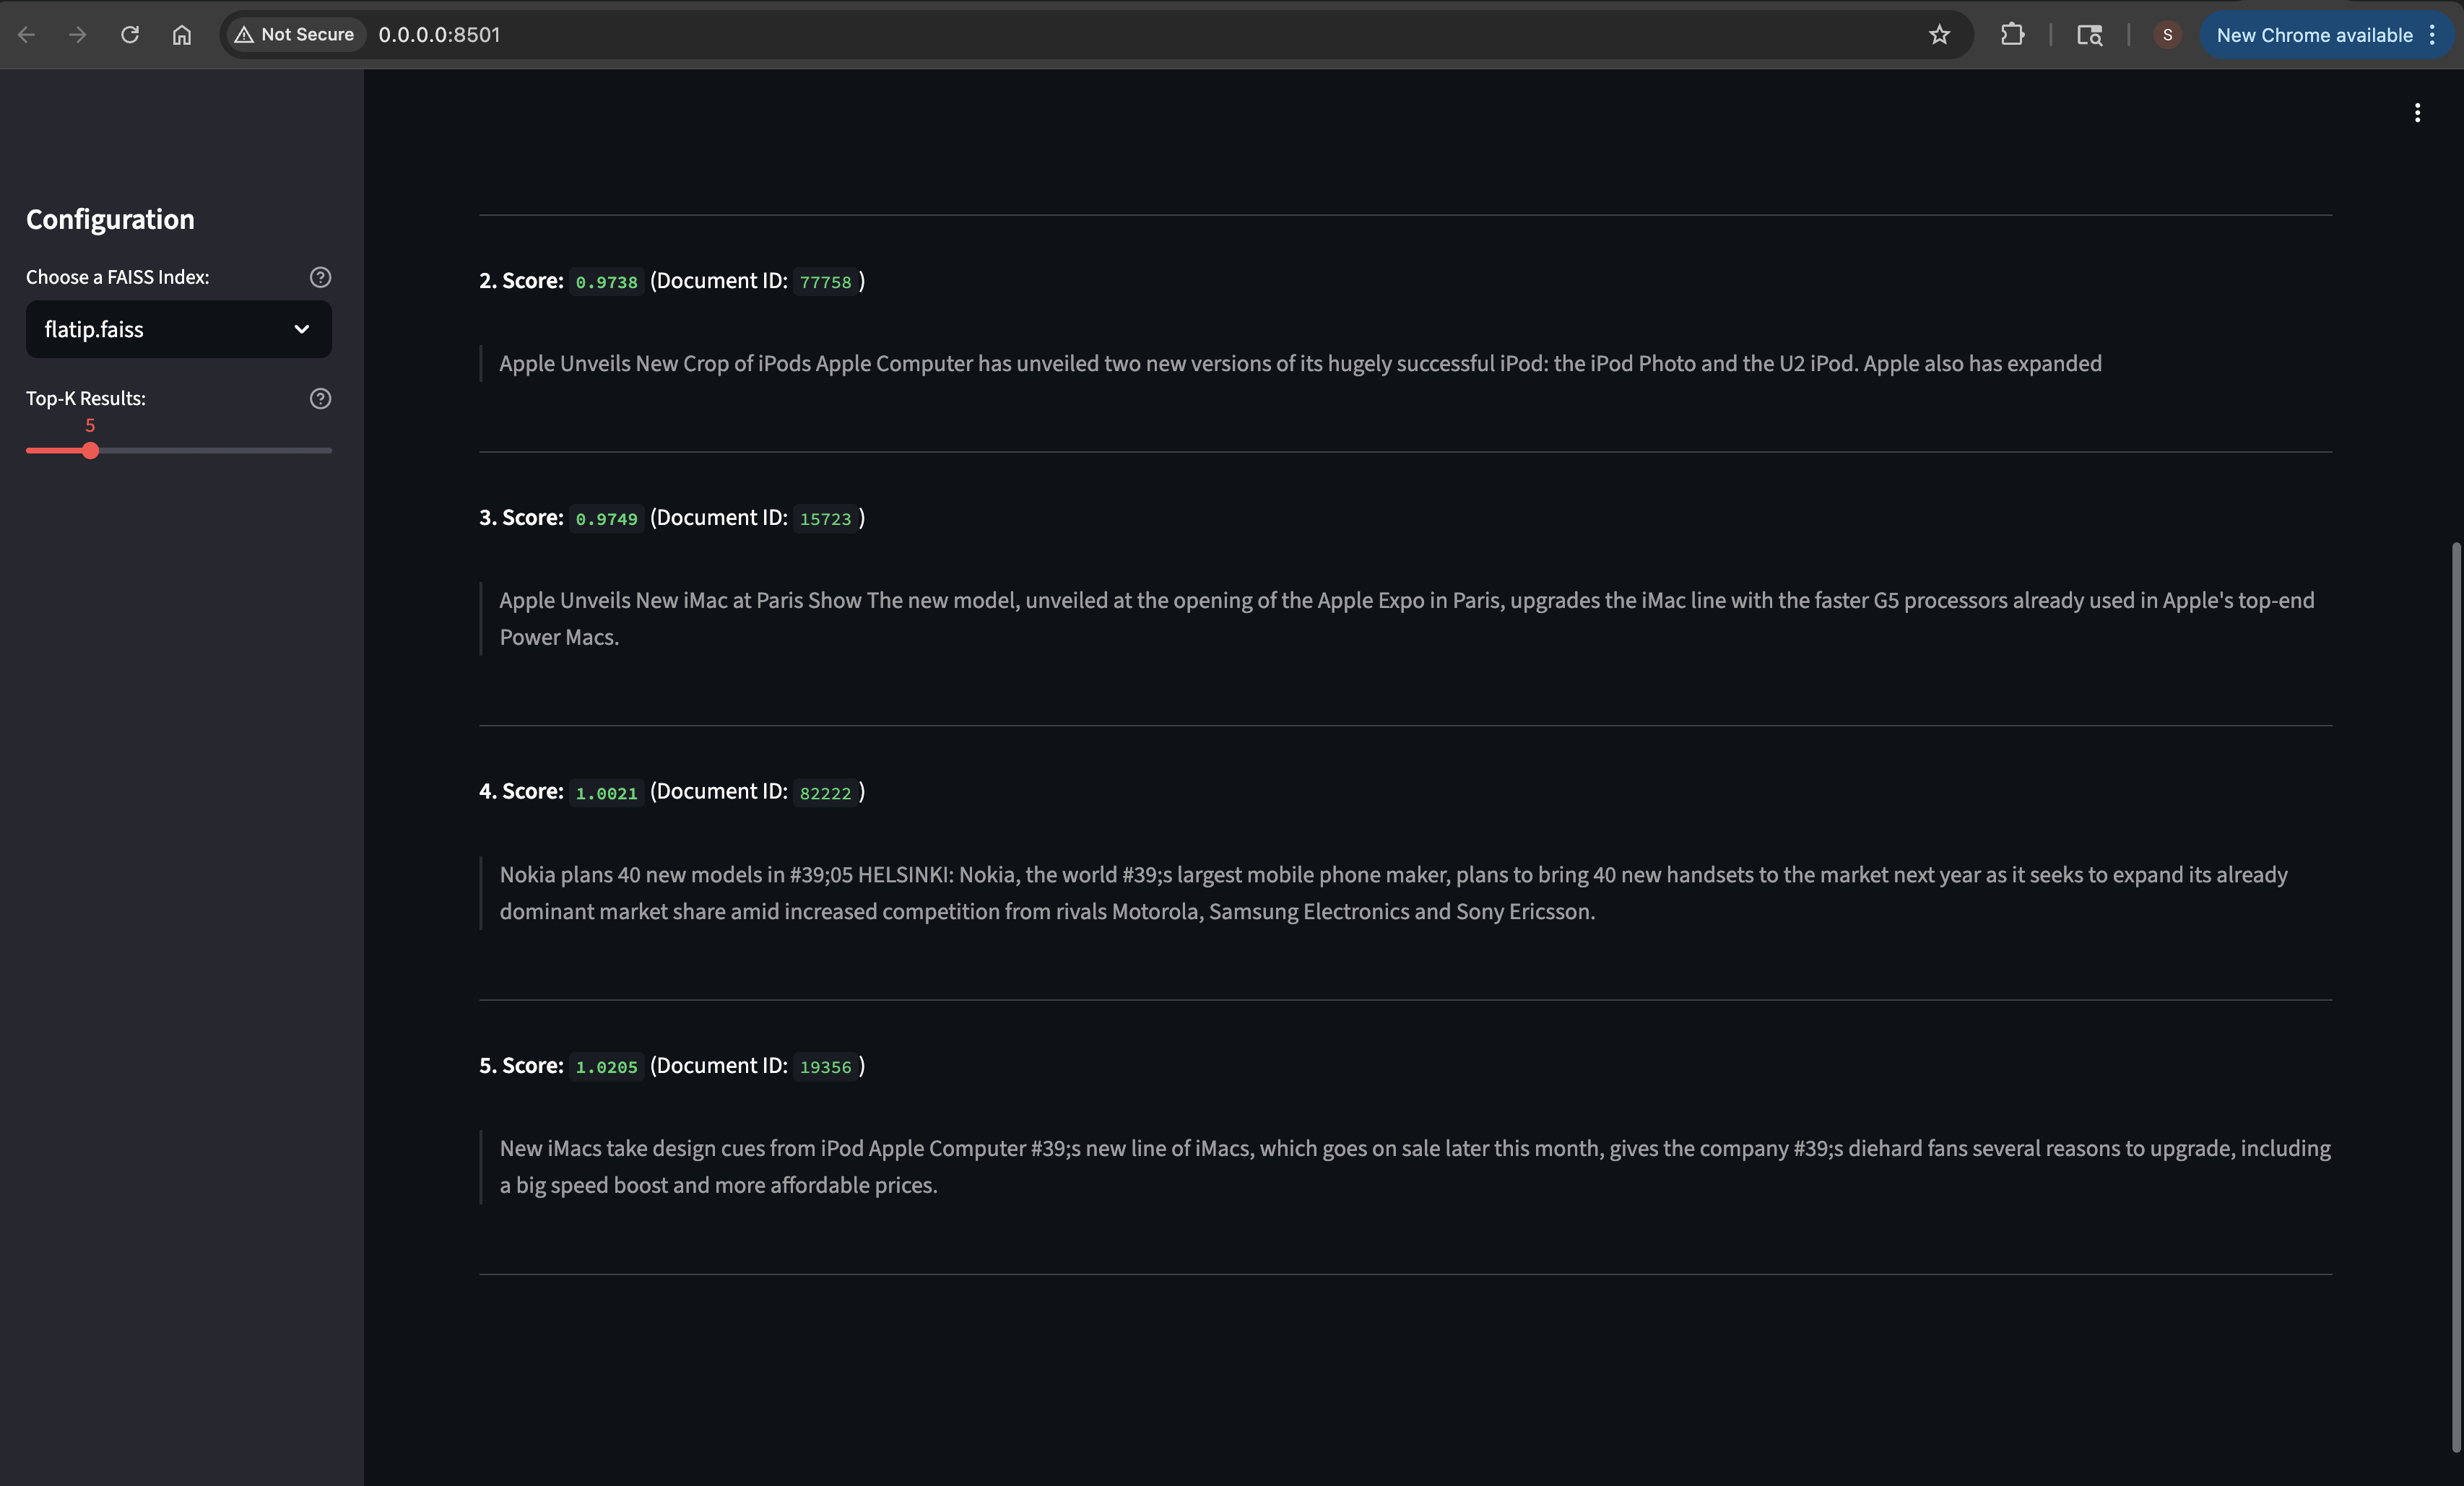 Not Secure 0.0.0.0:8501 S New Chrome available
Configuration
Choose a FAISS Index:
flatip.faiss
Top-K Results:
5
2. Score: 0.9738 (Document ID: 77758 )
Apple Unveils New Crop of iPods Apple Computer has unveiled two new versions of its hugely successful iPod: the iPod Photo and the U2 iPod. Apple also has expanded
3. Score: 0.9749 (Document ID: 15723 )
Apple Unveils New iMac at Paris Show The new model, unveiled at the opening of the Apple Expo in Paris, upgrades the iMac line with the faster G5 processors already used in Apple's top-end
Power Macs.
4. Score: 1.0021 (Document ID: 82222 )
Nokia plans 40 new models in #39;05 HELSINKI: Nokia, the world #39;s largest mobile phone maker, plans to bring 40 new handsets to the market next year as it seeks to expand its already
dominant market share amid increased competition from rivals Motorola, Samsung Electronics and Sony Ericsson.
5. Score: 1.0205 (Document ID: 19356 )
New iMacs take design cues from iPod Apple Computer #39;s new line of iMacs, which goes on sale later this month, gives the company #39;s diehard fans several reasons to upgrade, including
a big speed boost and more affordable prices.